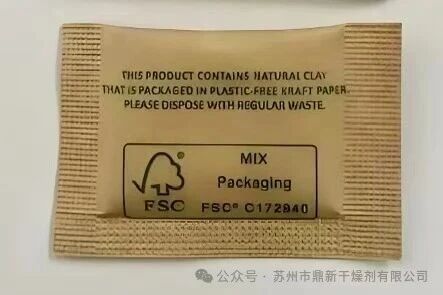 THIS PRODUCT CONTAINS NATURAL CLAY
THAT IS PACKAGED IN PLASTIC-FREE KRAFT PAPER.
PLEASE DISPOSE WITH REGULAR WASTE.
MIX
Packaging
FSC
FSC® C172940
公众号 · 苏州市鼎新干燥剂有限公司